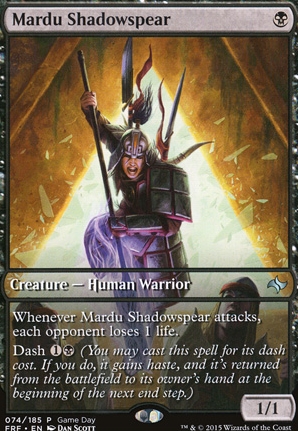 Mardu Shadowspear
Creature — Human Warrior
Whenever Mardu Shadowspear attacks,
each opponent loses 1 life.
Dash 1 (You may cast this spell for its dash
cost. If you do, it gains haste, and it's returned
from the battlefield to its owner's hand at the
beginning of the next end step.)
1/1
074/185 P Game Day
FRF • EN Dan Scott
™ & © 2015 Wizards of the Coast